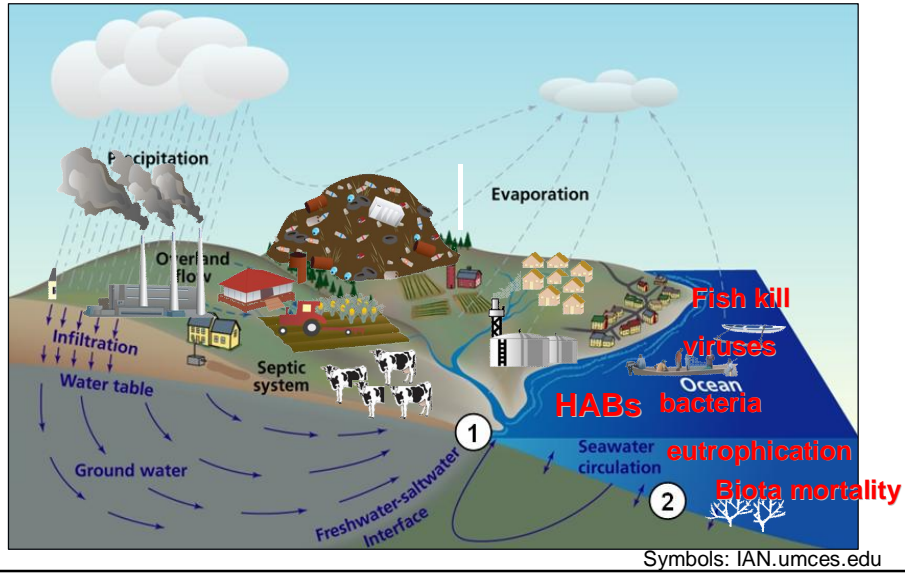 Precipitation
Evaporation
Overland
flow
Fish kill
Infiltration
viruses
Septic
system
Water table
Ocean
HABs bacteria
1
Seawater
circulation
eutrophication
Ground water
Freshwater-saltwater
Interface
2
Biota mortality
Symbols: IAN.umces.edu